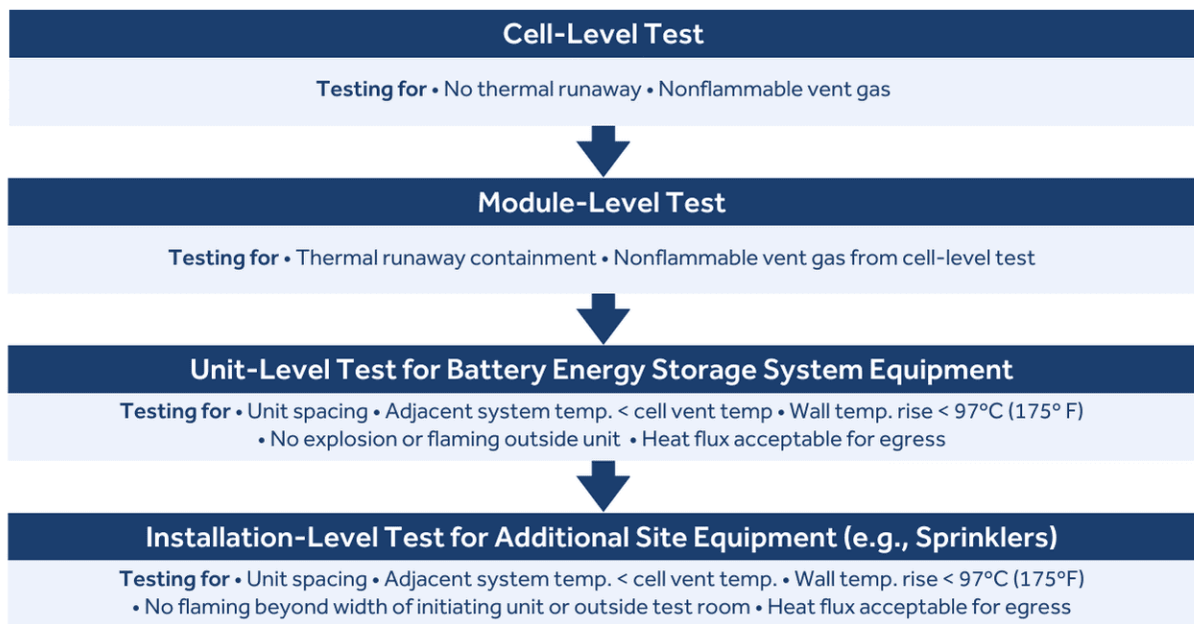 Cell-Level Test
Testing for • No thermal runaway • Nonflammable vent gas
Module-Level Test
Testing for • Thermal runaway containment • Nonflammable vent gas from cell-level test
Unit-Level Test for Battery Energy Storage System Equipment
Testing for • Unit spacing • Adjacent system temp. < cell vent temp • Wall temp. rise < 97°C (175° F)
• No explosion or flaming outside unit • Heat flux acceptable for egress
Installation-Level Test for Additional Site Equipment (e.g., Sprinklers)
Testing for • Unit spacing • Adjacent system temp. < cell vent temp. • Wall temp. rise < 97°C (175°F)
• No flaming beyond width of initiating unit or outside test room • Heat flux acceptable for egress